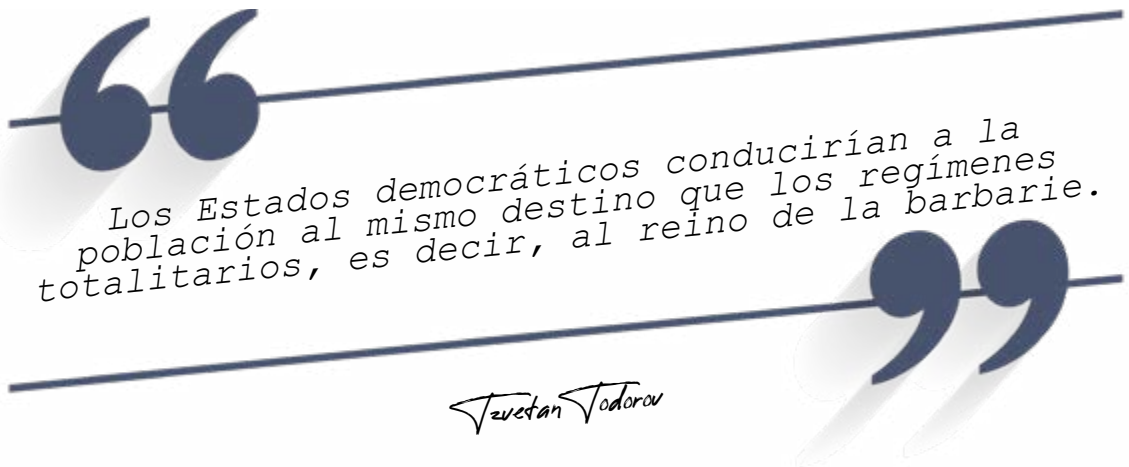 Los Estados democráticos conducirían a la
población al mismo destino que los regímenes
totalitarios, es decir, al reino de la barbarie.
Tzvetan Todorov